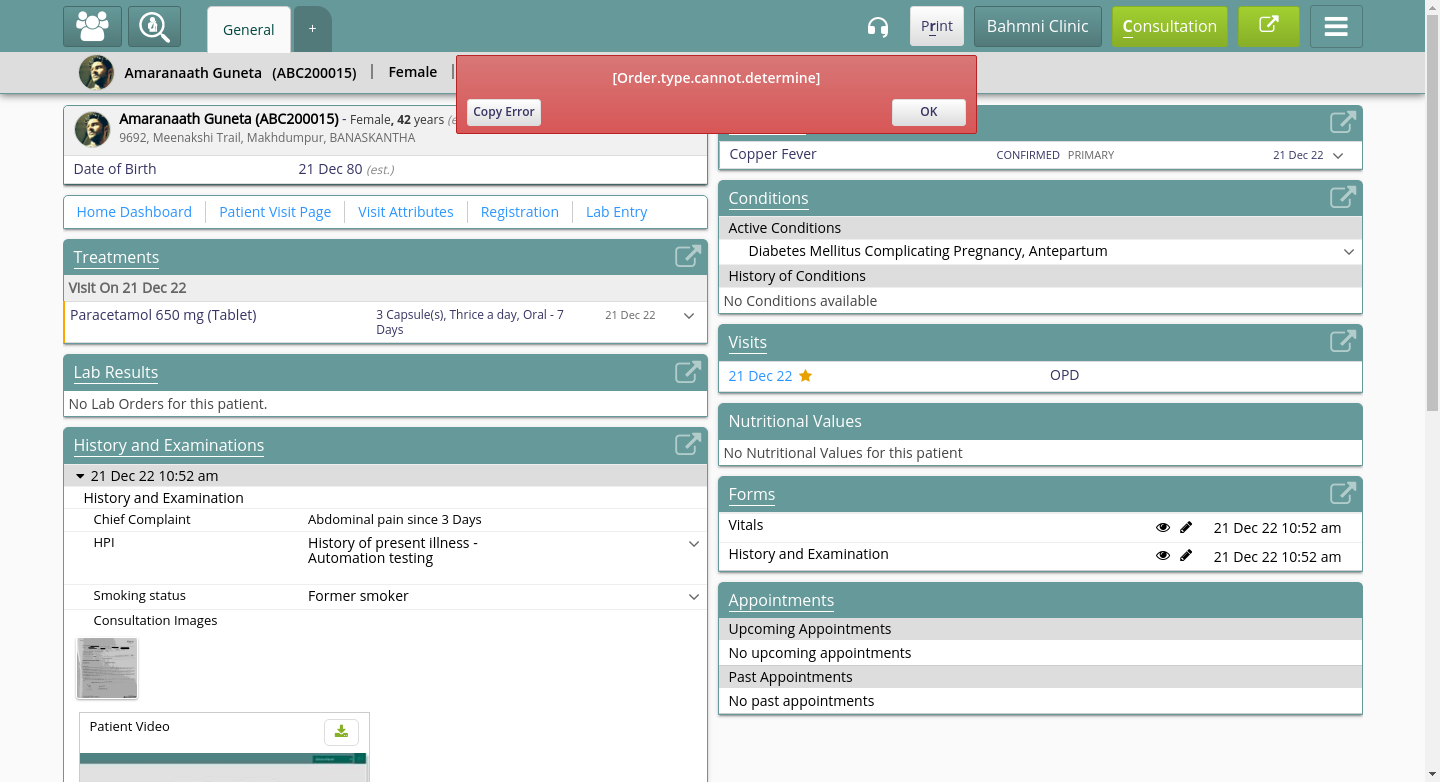 General
+
Print
Bahmni Clinic
Consultation
Amaranaath Guneta (ABC200015) | Female |
[Order.type.cannot.determine]
Copy Error
OK
Amaranaath Guneta (ABC200015) - Female, 42 years
9692, Meenakshi Trail, Makhdumpur, BANASKANTHA
Date of Birth 21 Dec 80 (est.)
Home Dashboard
Patient Visit Page
Visit Attributes
Registration
Lab Entry
Treatments
Visit On 21 Dec 22
Paracetamol 650 mg (Tablet) 3 Capsule(s), Thrice a day, Oral - 7 21 Dec 22
Days
Lab Results
No Lab Orders for this patient.
History and Examinations
21 Dec 22 10:52 am
History and Examination
Chief Complaint Abdominal pain since 3 Days
HPI History of present illness -
Automation testing
Smoking status Former smoker
Consultation Images
Patient Video
Copper Fever CONFIRMED PRIMARY 21 Dec 22
Conditions
Active Conditions
Diabetes Mellitus Complicating Pregnancy, Antepartum
History of Conditions
No Conditions available
Visits
21 Dec 22 OPD
Nutritional Values
No Nutritional Values for this patient
Forms
Vitals 21 Dec 22 10:52 am
History and Examination 21 Dec 22 10:52 am
Appointments
Upcoming Appointments
No upcoming appointments
Past Appointments
No past appointments